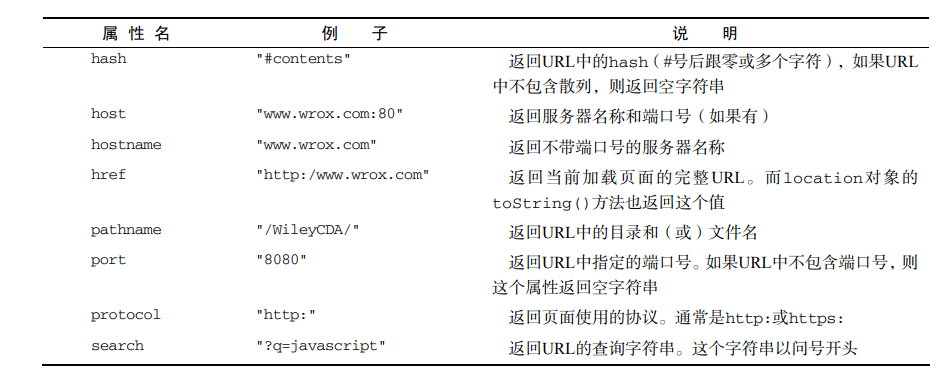 属 性 名 例 子 说 明
hash "#contents" 返回URL中的hash（#号后跟零或多个字符），如果URL
中不包含散列，则返回空字符串
host "www.wrox.com:80" 返回服务器名称和端口号（如果有）
hostname "www.wrox.com" 返回不带端口号的服务器名称
href "http:/www.wrox.com" 返回当前加载页面的完整URL。而location对象的
toString()方法也返回这个值
pathname "/WileyCDA/" 返回URL中的目录和（或）文件名
port "8080" 返回URL中指定的端口号。如果URL中不包含端口号，则
这个属性返回空字符串
protocol "http:" 返回页面使用的协议。通常是http:或https:
search "?q=javascript" 返回URL的查询字符串。这个字符串以问号开头